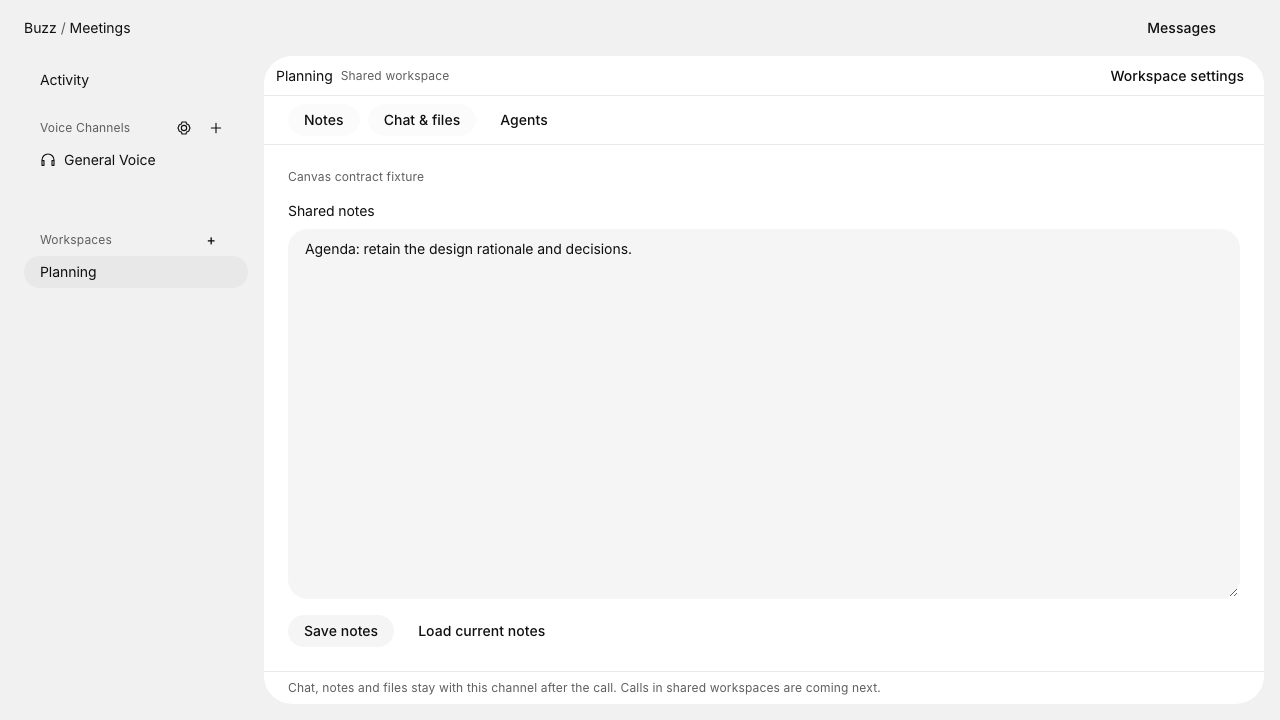 Buzz / Meetings
Messages
Activity
Voice Channels
General Voice
Workspaces
+
Planning
Planning Shared workspace
Workspace settings
Notes Chat & files Agents
Canvas contract fixture
Shared notes
Agenda: retain the design rationale and decisions.
Save notes Load current notes
Chat, notes and files stay with this channel after the call. Calls in shared workspaces are coming next.